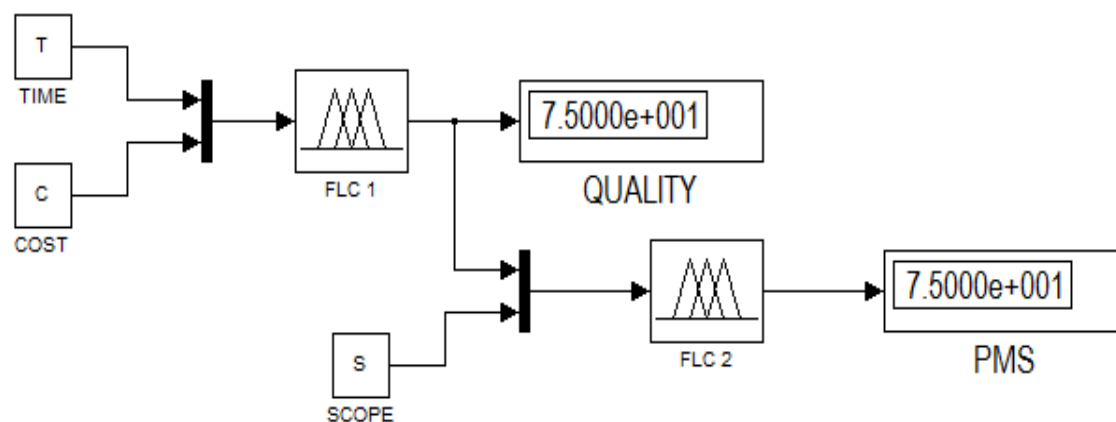 T
TIME
C
COST
FLC 1
7.5000e+001
QUALITY
S
SCOPE
FLC 2
7.5000e+001
PMS